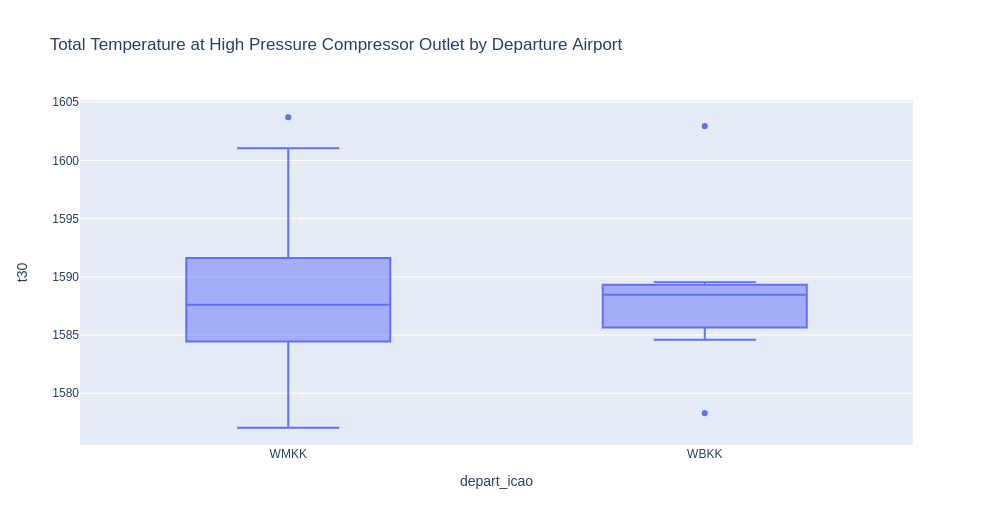 Total Temperature at High Pressure Compressor Outlet by Departure Airport
1605
1600
1595
1590
1585
1580
t30
WMKK WBKK
depart_icao